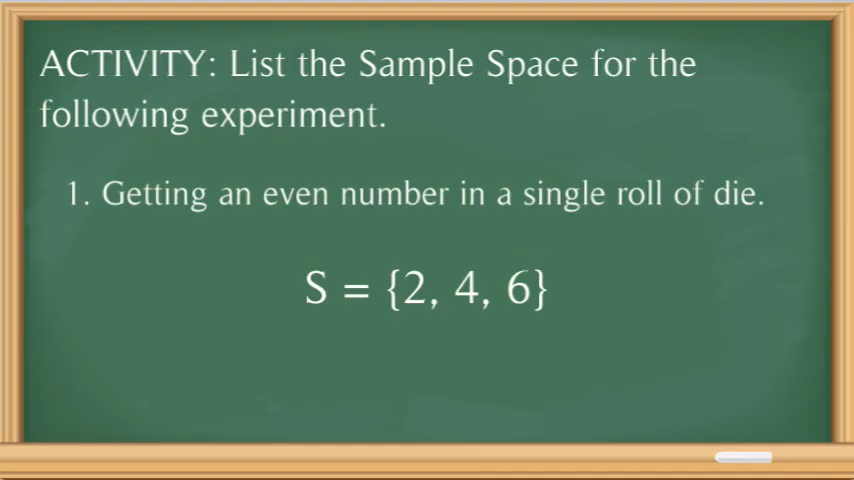 ACTIVITY: List the Sample Space for the
following experiment.
1. Getting an even number in a single roll of die.
S = {2, 4, 6}